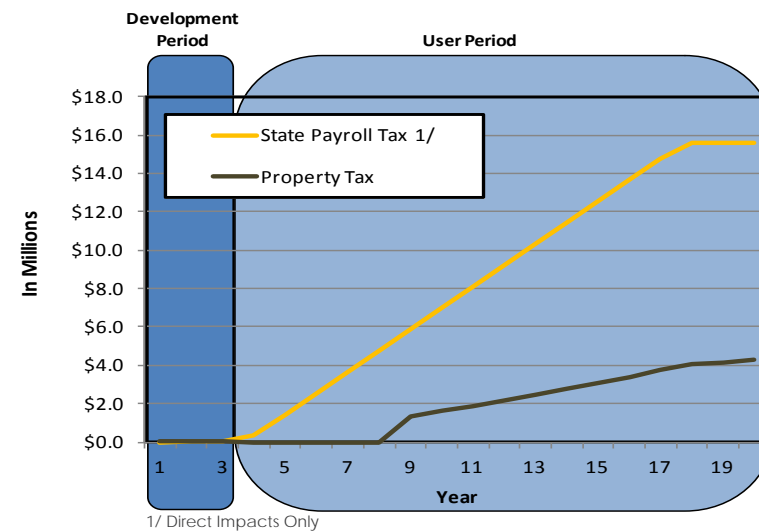 Development
Period
User Period
$18.0
$16.0
$14.0
$12.0
$10.0
$8.0
$6.0
$4.0
$2.0
$0.0
In Millions
State Payroll Tax 1/
Property Tax
1 3 5 7 9 11 13 15 17 19
Year
1/ Direct Impacts Only